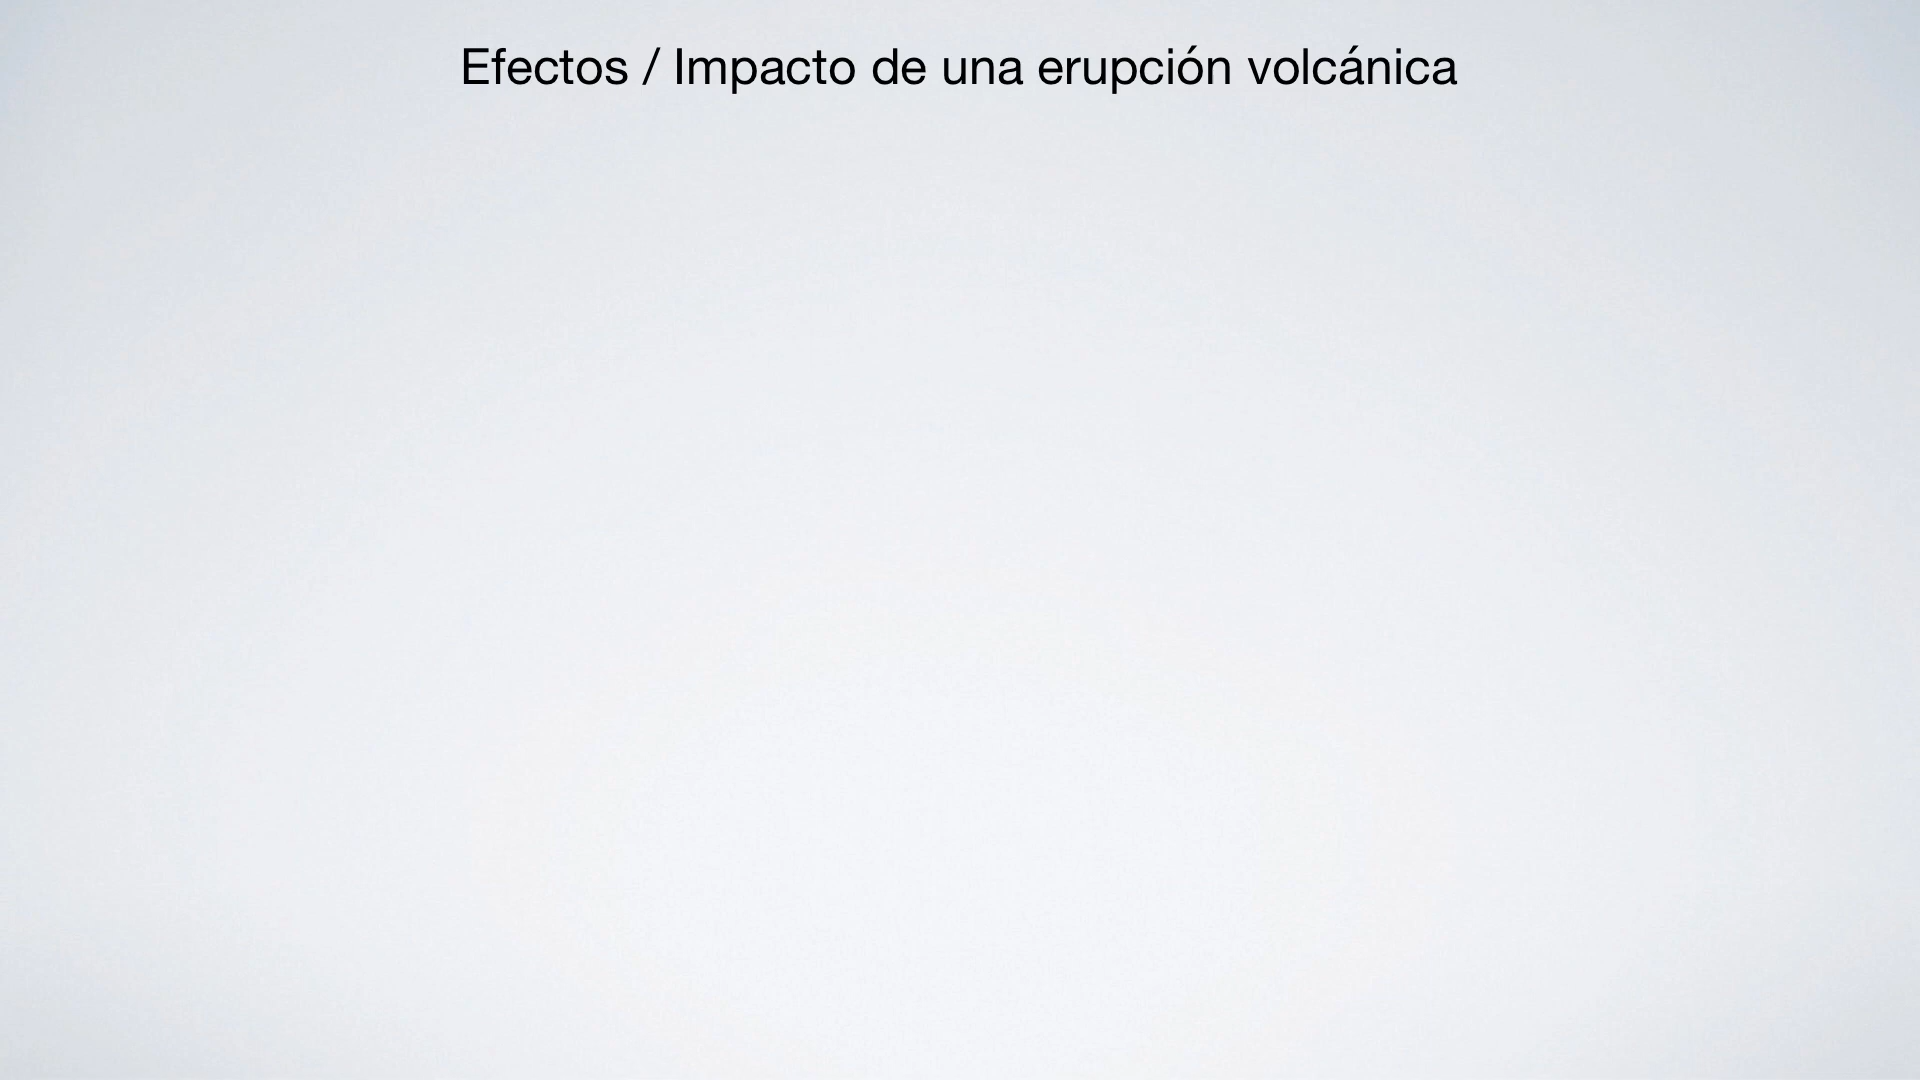 Efectos / Impacto de una erupción volcánica